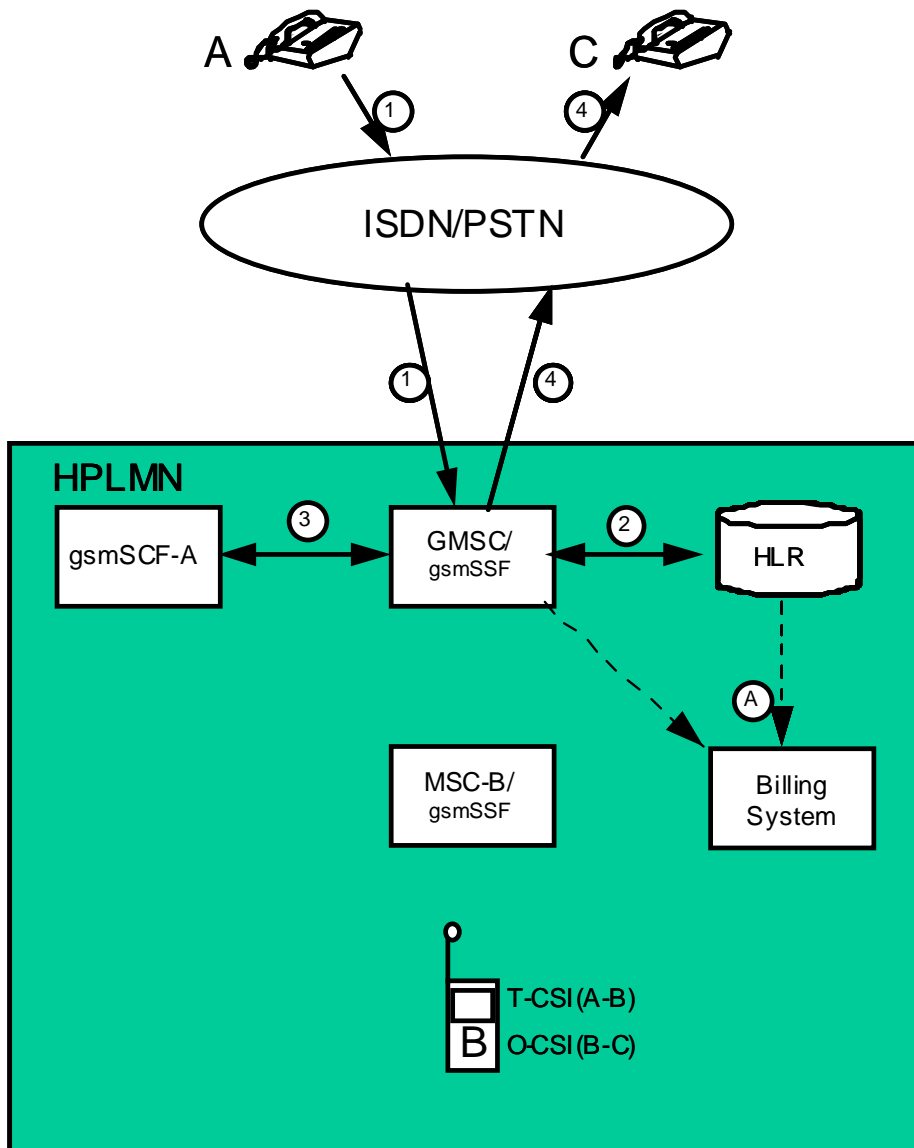 A
C
1
4
ISDN/PSTN
1
4
HPLMN
gsmSCF-A
3
GMSC/
gsmSSF
2
HLR
A
MSC-B/
gsmSSF
Billing
System
T-CSI(A-B)
B
O-CSI(B-C)